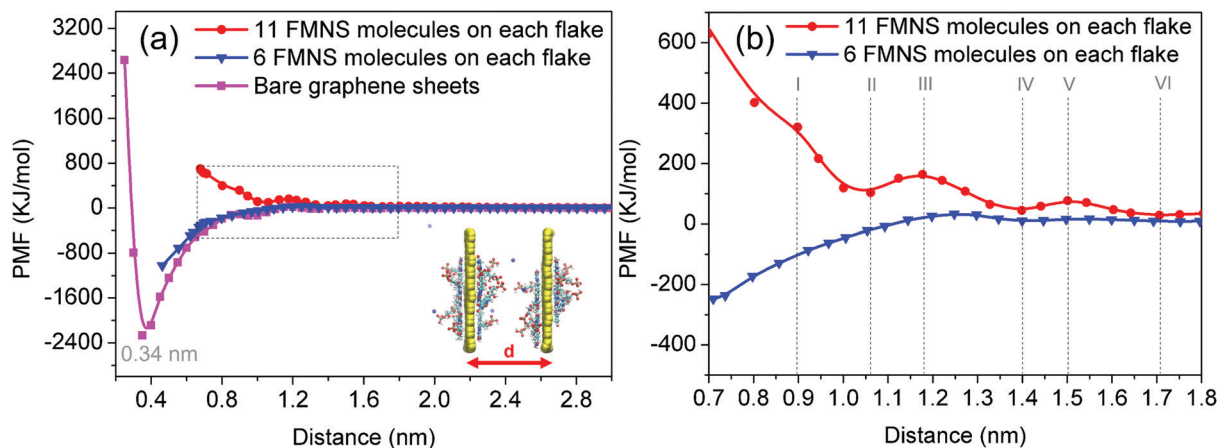 (a)
11 FMNS molecules on each flake
6 FMNS molecules on each flake
Bare graphene sheets
PMF (KJ/mol)
3200
2400
1600
800
0
-800
-1600
-2400
0.34 nm
d
0.4 0.8 1.2 1.6 2.0 2.4 2.8
Distance (nm)
(b)
11 FMNS molecules on each flake
6 FMNS molecules on each flake
I II III IV V VI
PMF (KJ/mol)
600
400
200
0
-200
-400
0.7 0.8 0.9 1.0 1.1 1.2 1.3 1.4 1.5 1.6 1.7 1.8
Distance (nm)